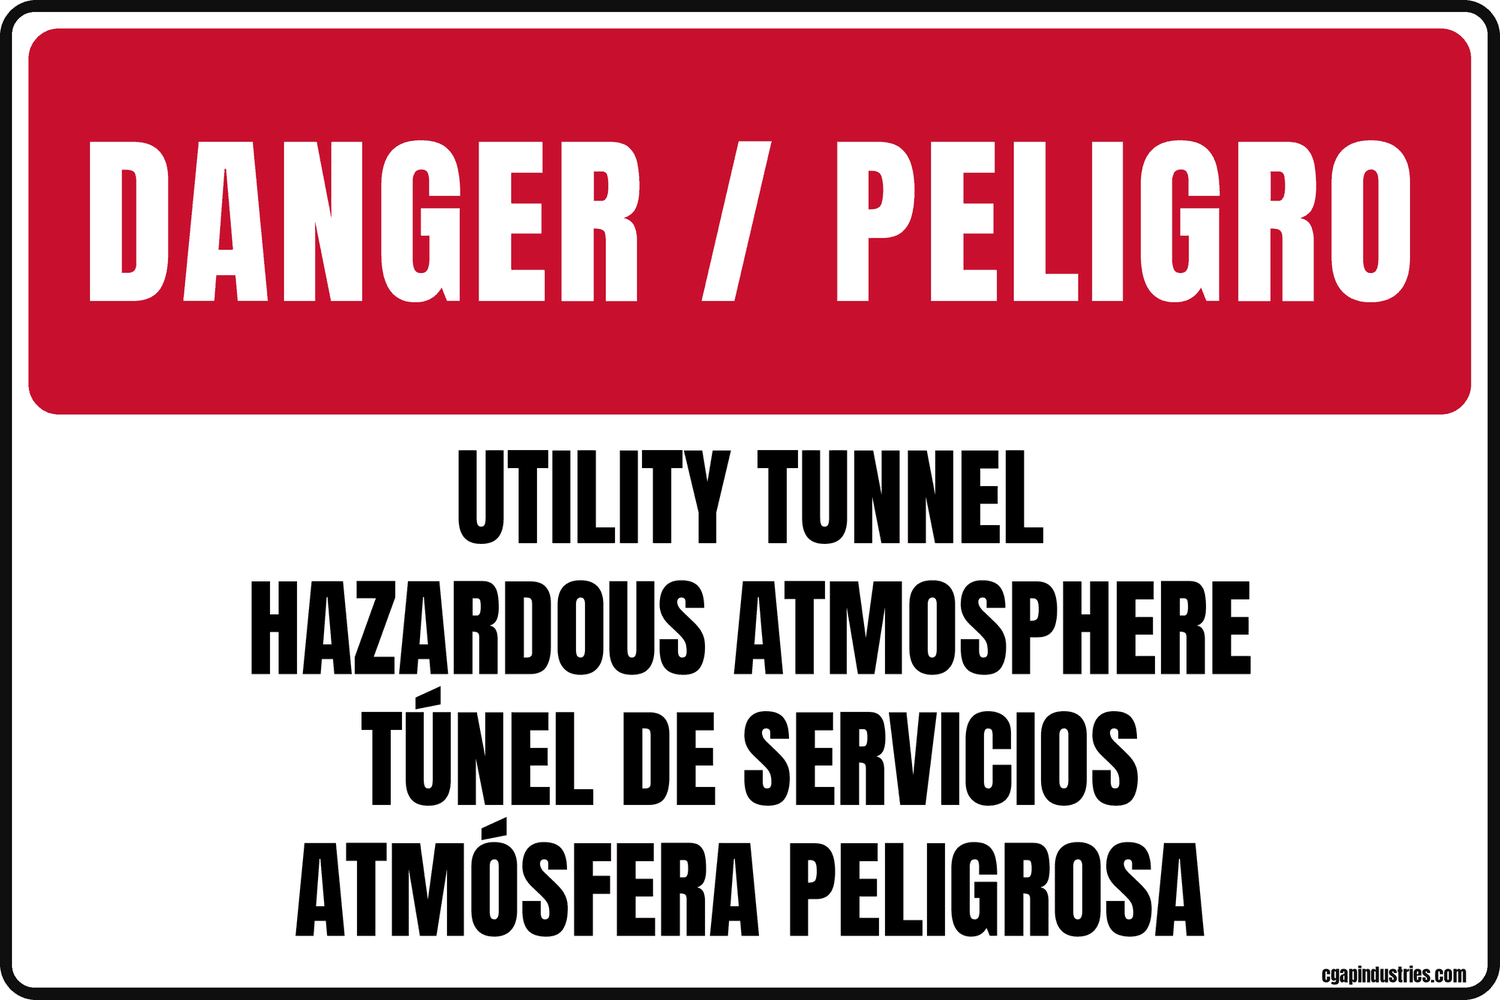 DANGER / PELIGRO
UTILITY TUNNEL
HAZARDOUS ATMOSPHERE
TÚNEL DE SERVICIOS
ATMÓSFERA PELIGROSA
cgapindustries.com